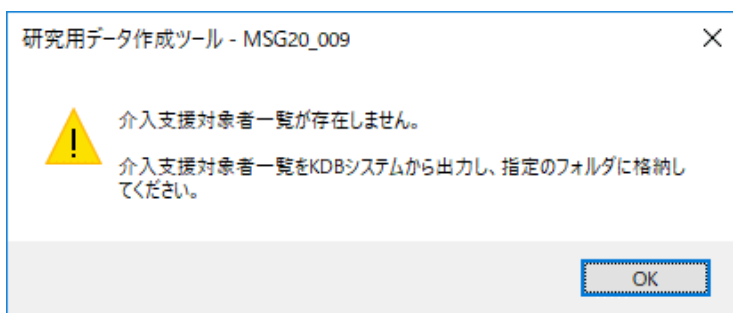 研究用データ作成ツール - MSG20_009
介入支援対象者一覧が存在しません。
介入支援対象者一覧をKDBシステムから出力し、指定のフォルダに格納し
てください。
OK